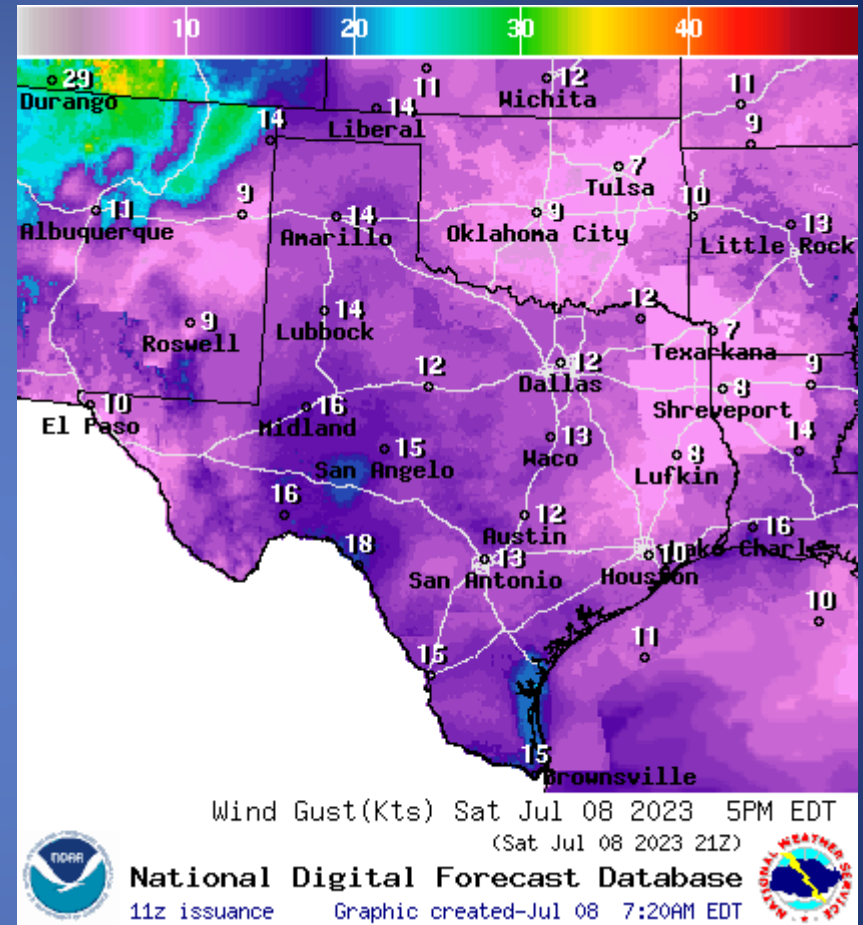 10 20 30 40
29 11 12 11
Durango Wichita
14 14 9
Liberal
7
Tulsa
11 9 14 9 10 13
Albuquerque Amarillo Oklahoma City Little Rock
9 14 12 7
Roswell Lubbock Texarkana
12 12 8 9
Dallas Shreveport
10 16
El Paso Midland
15 13 8 14
San Angelo Waco Lufkin
16 12 16
Austin Charl
18 13 10
San Antonio Houston
10
15 11
15
Brownsville
Wind Gust(Kts) Sat Jul 08 2023 5PM EDT
(Sat Jul 08 2023 21Z)
National Digital Forecast Database
11z issuance Graphic created-Jul 08 7:20AM EDT
NOAA
NATIONAL WEATHER SERVICE